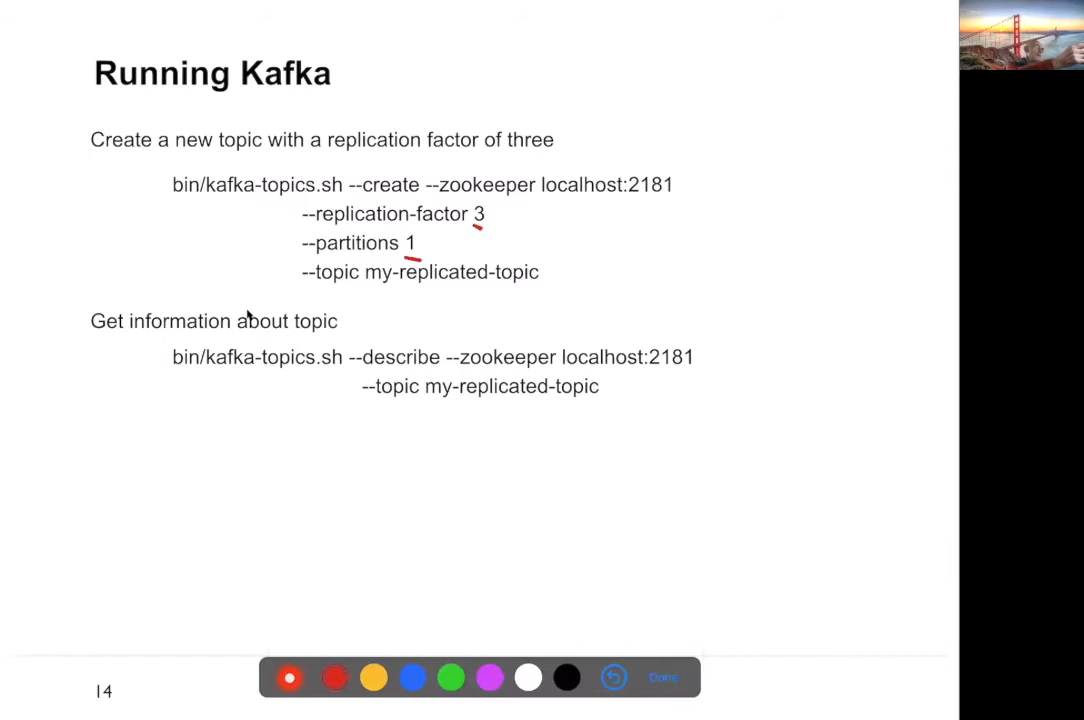 Running Kafka
Create a new topic with a replication factor of three
bin/kafka-topics.sh --create --zookeeper localhost:2181
--replication-factor 3
--partitions 1
--topic my-replicated-topic
Get information about topic
bin/kafka-topics.sh --describe --zookeeper localhost:2181
--topic my-replicated-topic
Done
14